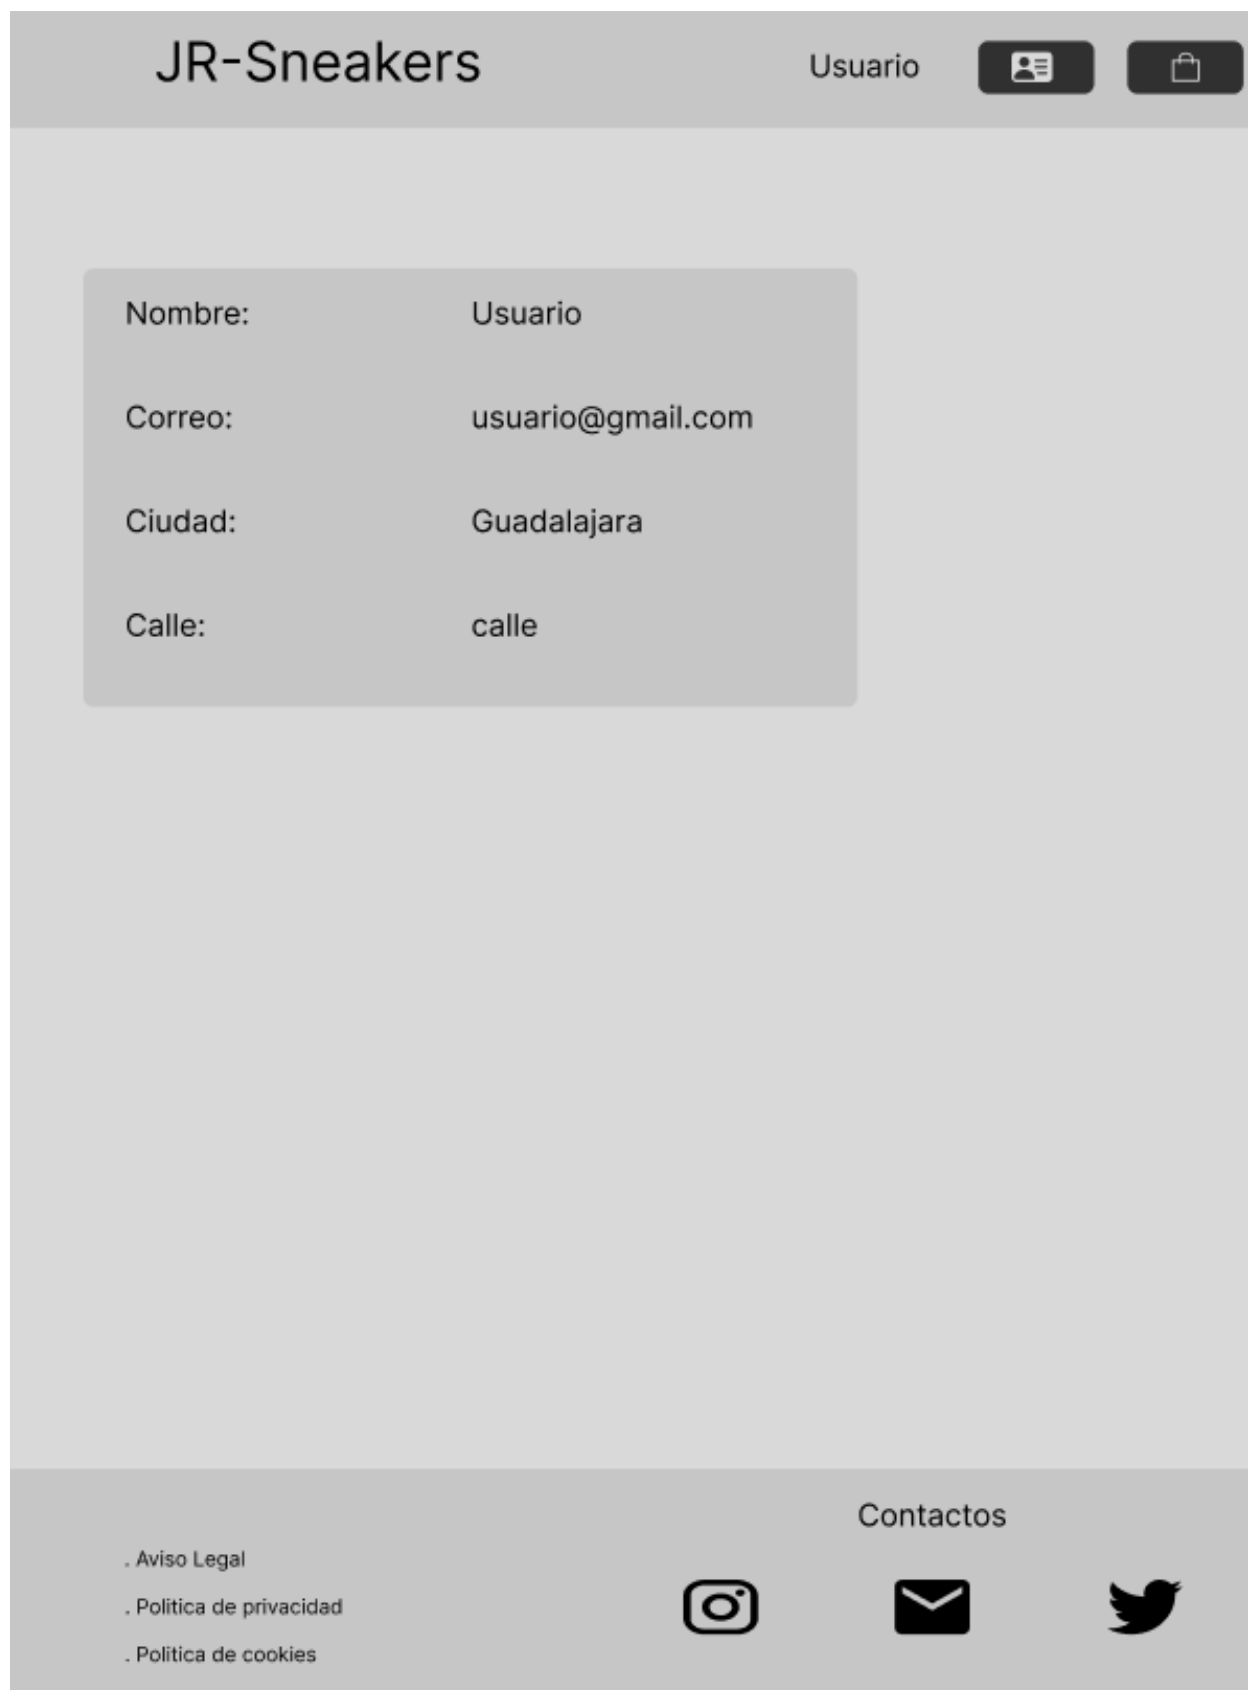 JR-Sneakers
Usuario
Nombre: Usuario
Correo: usuario@gmail.com
Ciudad: Guadalajara
Calle: calle
Contactos
. Aviso Legal
. Politica de privacidad
. Politica de cookies